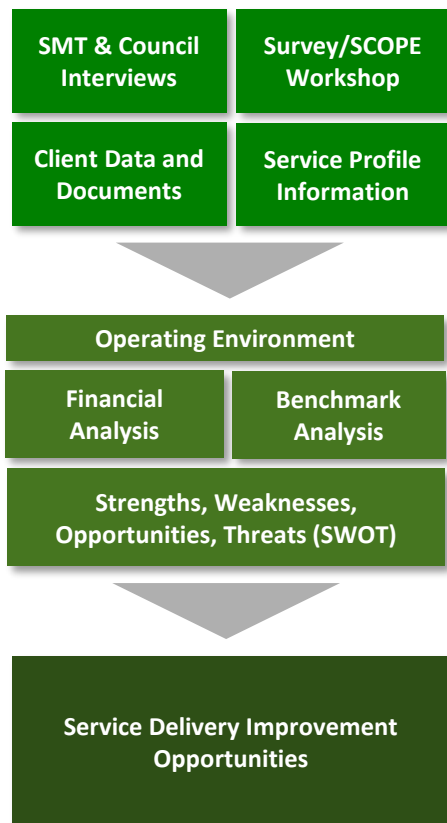 SMT & Council
Interviews
Survey/SCOPE
Workshop
Client Data and
Documents
Service Profile
Information
Operating Environment
Financial
Analysis
Benchmark
Analysis
Strengths, Weaknesses,
Opportunities, Threats (SWOT)
Service Delivery Improvement
Opportunities